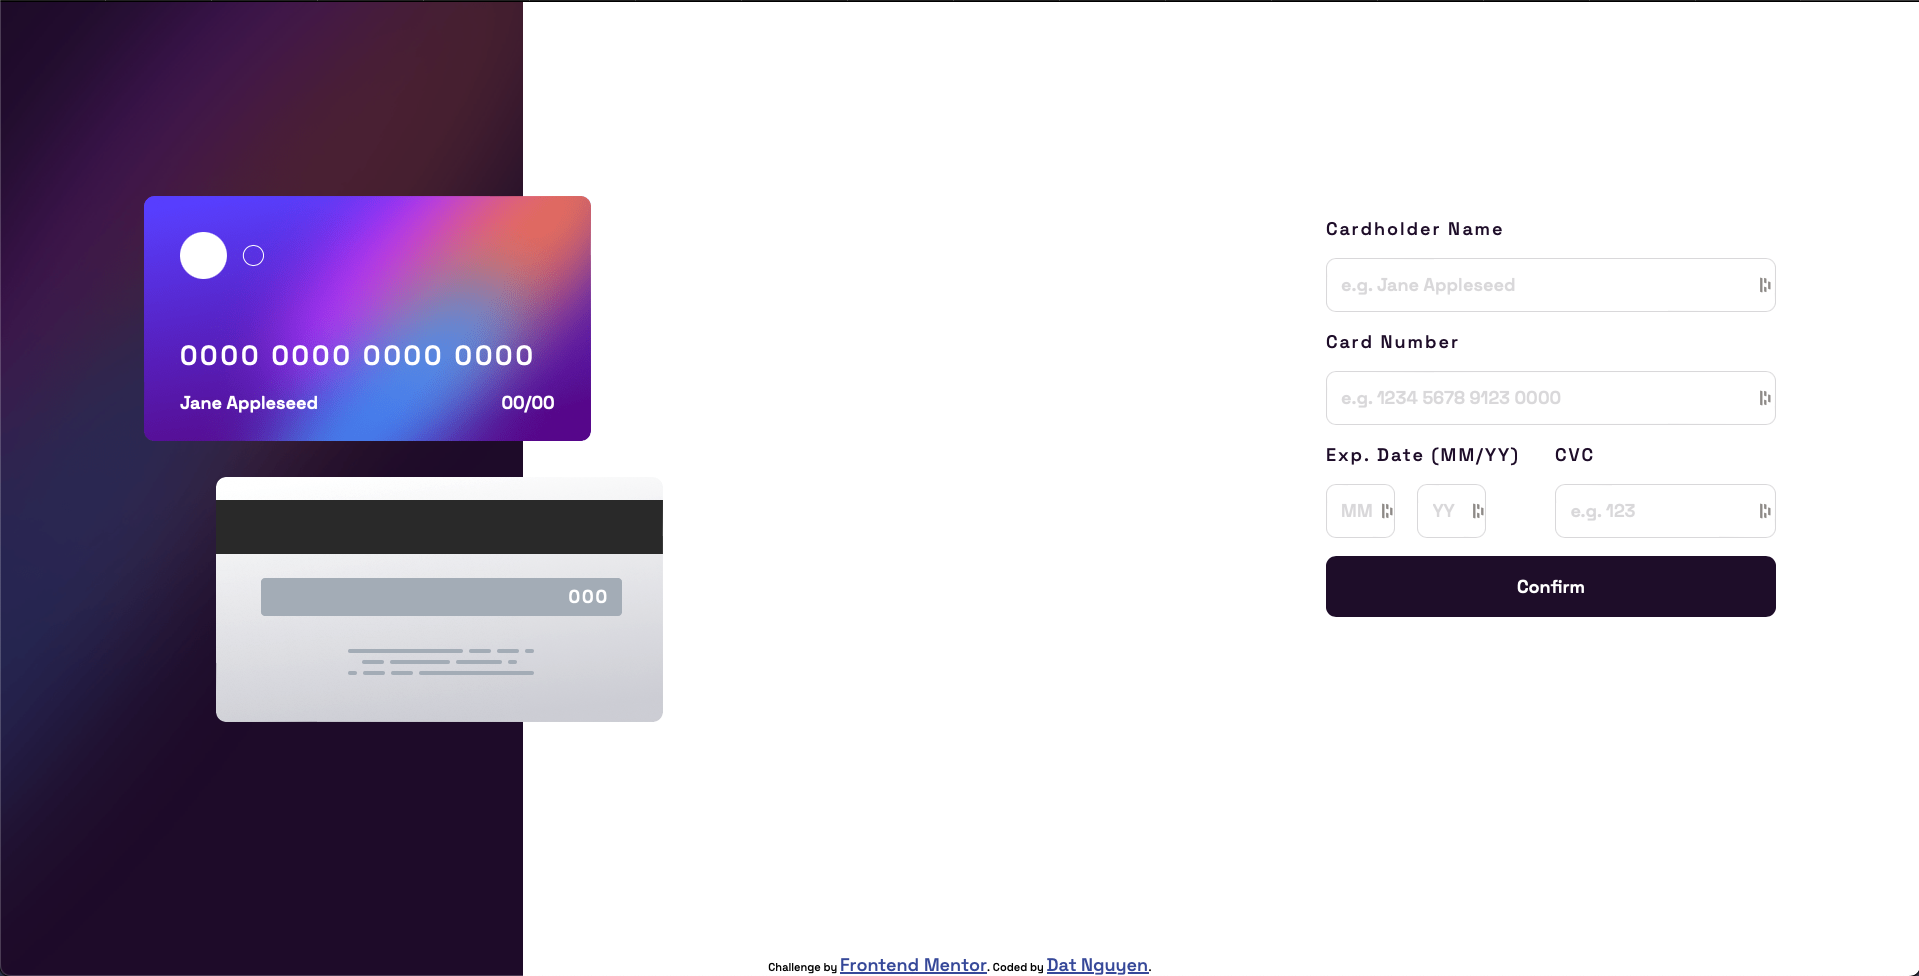 0000 0000 0000 0000
Jane Appleseed 00/00
000
Cardholder Name
e.g. Jane Appleseed
Card Number
e.g. 1234 5678 9123 0000
Exp. Date (MM/YY) CVC
MM YY e.g. 123
Confirm
Challenge by Frontend Mentor. Coded by Dat Nguyen.